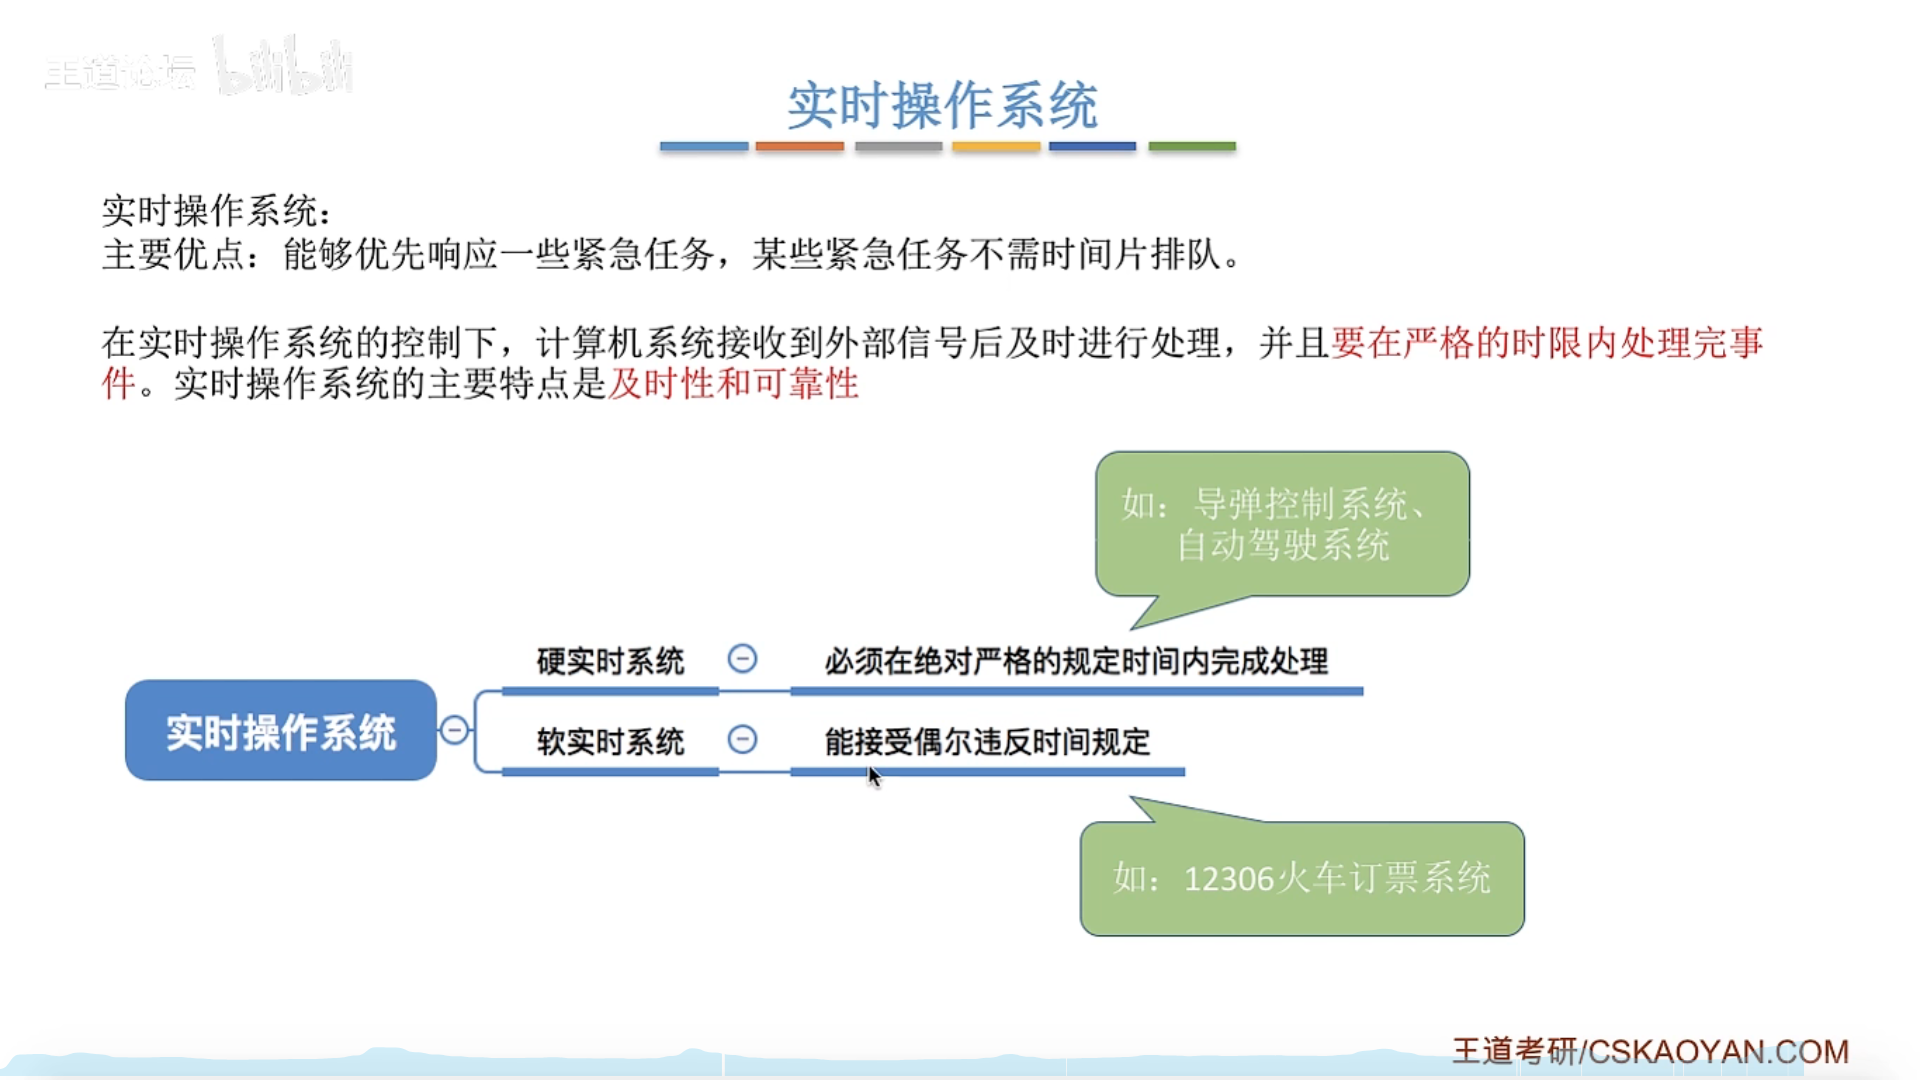 王道论坛 bilibili
实时操作系统
实时操作系统：
主要优点：能够优先响应一些紧急任务，某些紧急任务不需时间片排队。
在实时操作系统的控制下，计算机系统接收到外部信号后及时进行处理，并且要在严格的时限内处理完事
件。实时操作系统的主要特点是及时性和可靠性
如：导弹控制系统、
自动驾驶系统
硬实时系统
必须在绝对严格的规定时间内完成处理
实时操作系统
软实时系统
能接受偶尔违反时间规定
如：12306火车订票系统
王道考研/CSKAOYAN.COM